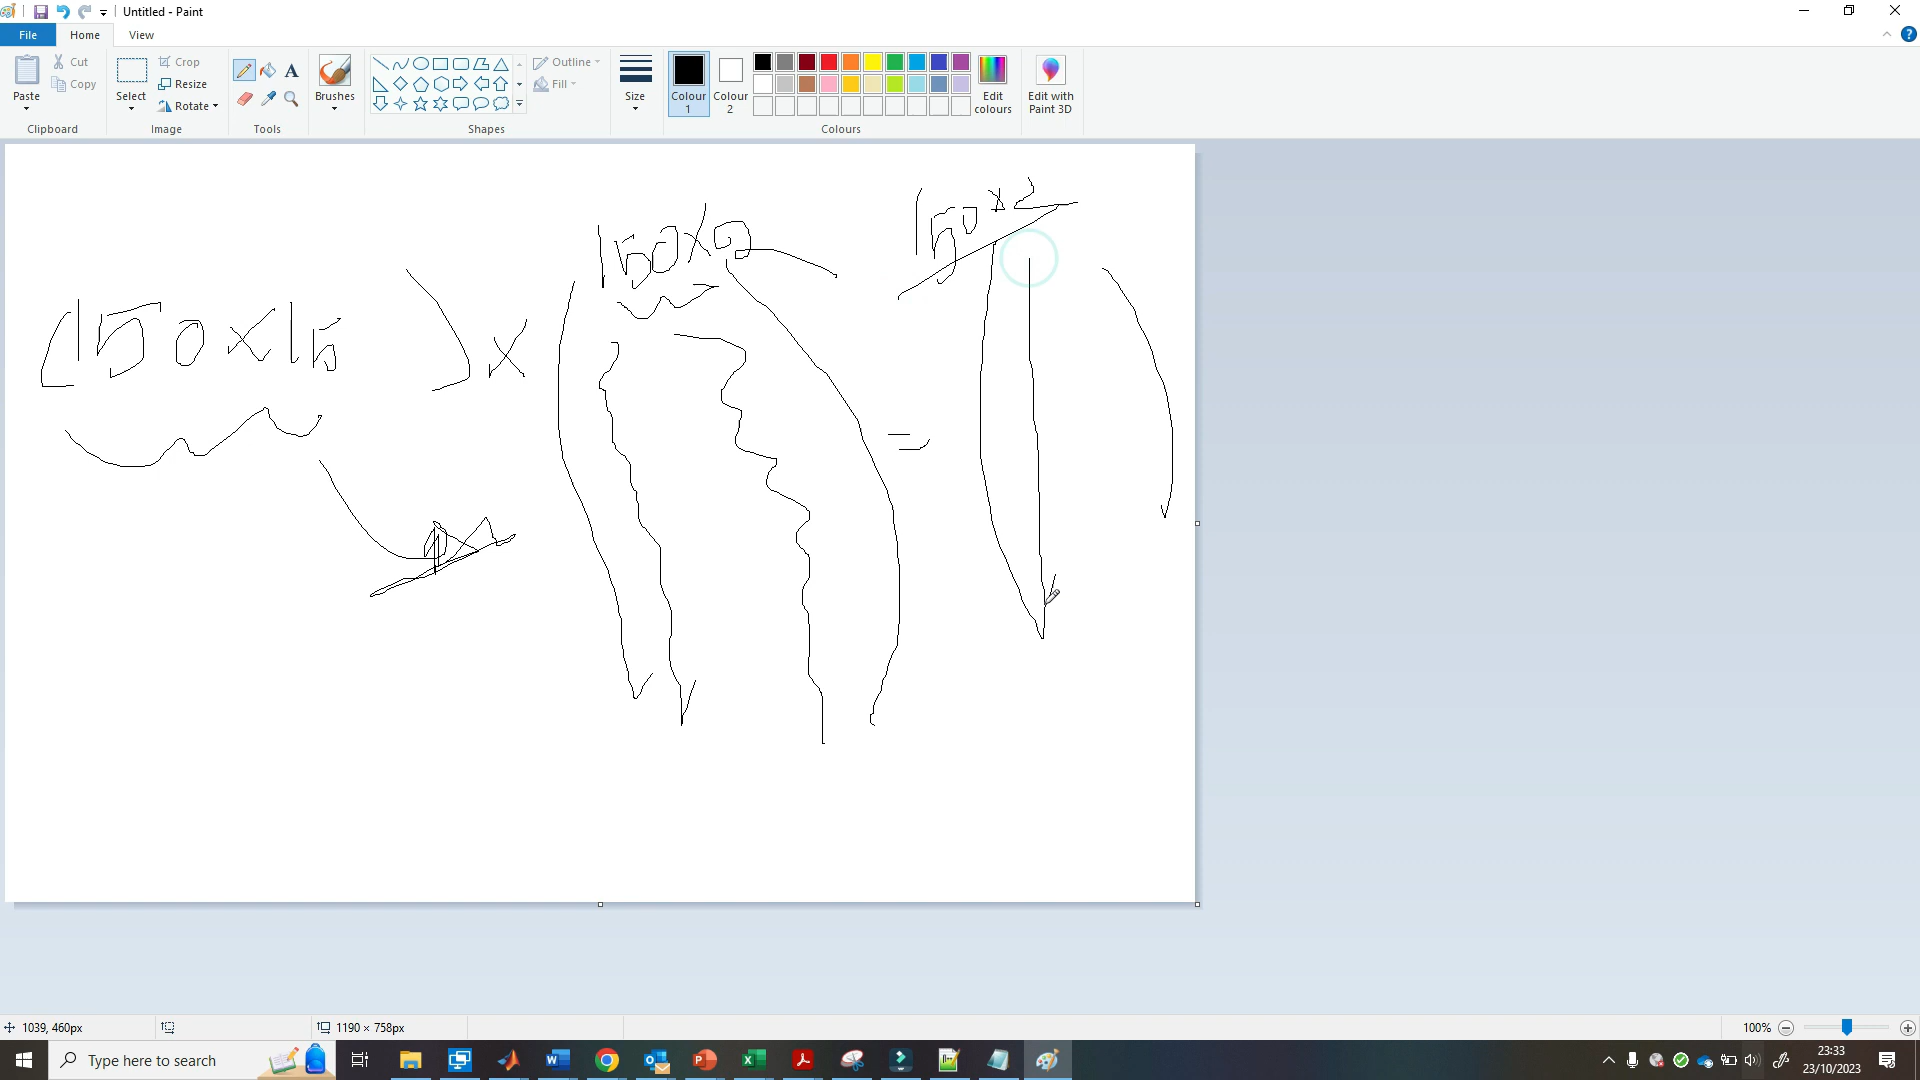 Untitled - Paint
File Home View
Paste Cut Copy Select Crop Resize Rotate Brushes Outline Fill Size Colour 1 Colour 2 Edit colours Edit with Paint 3D
Clipboard Image Tools Shapes Colours
150x2
(150x15 ) x
=
1039, 460px 1190 × 758px 100%
Type here to search
23:33
23/10/2023